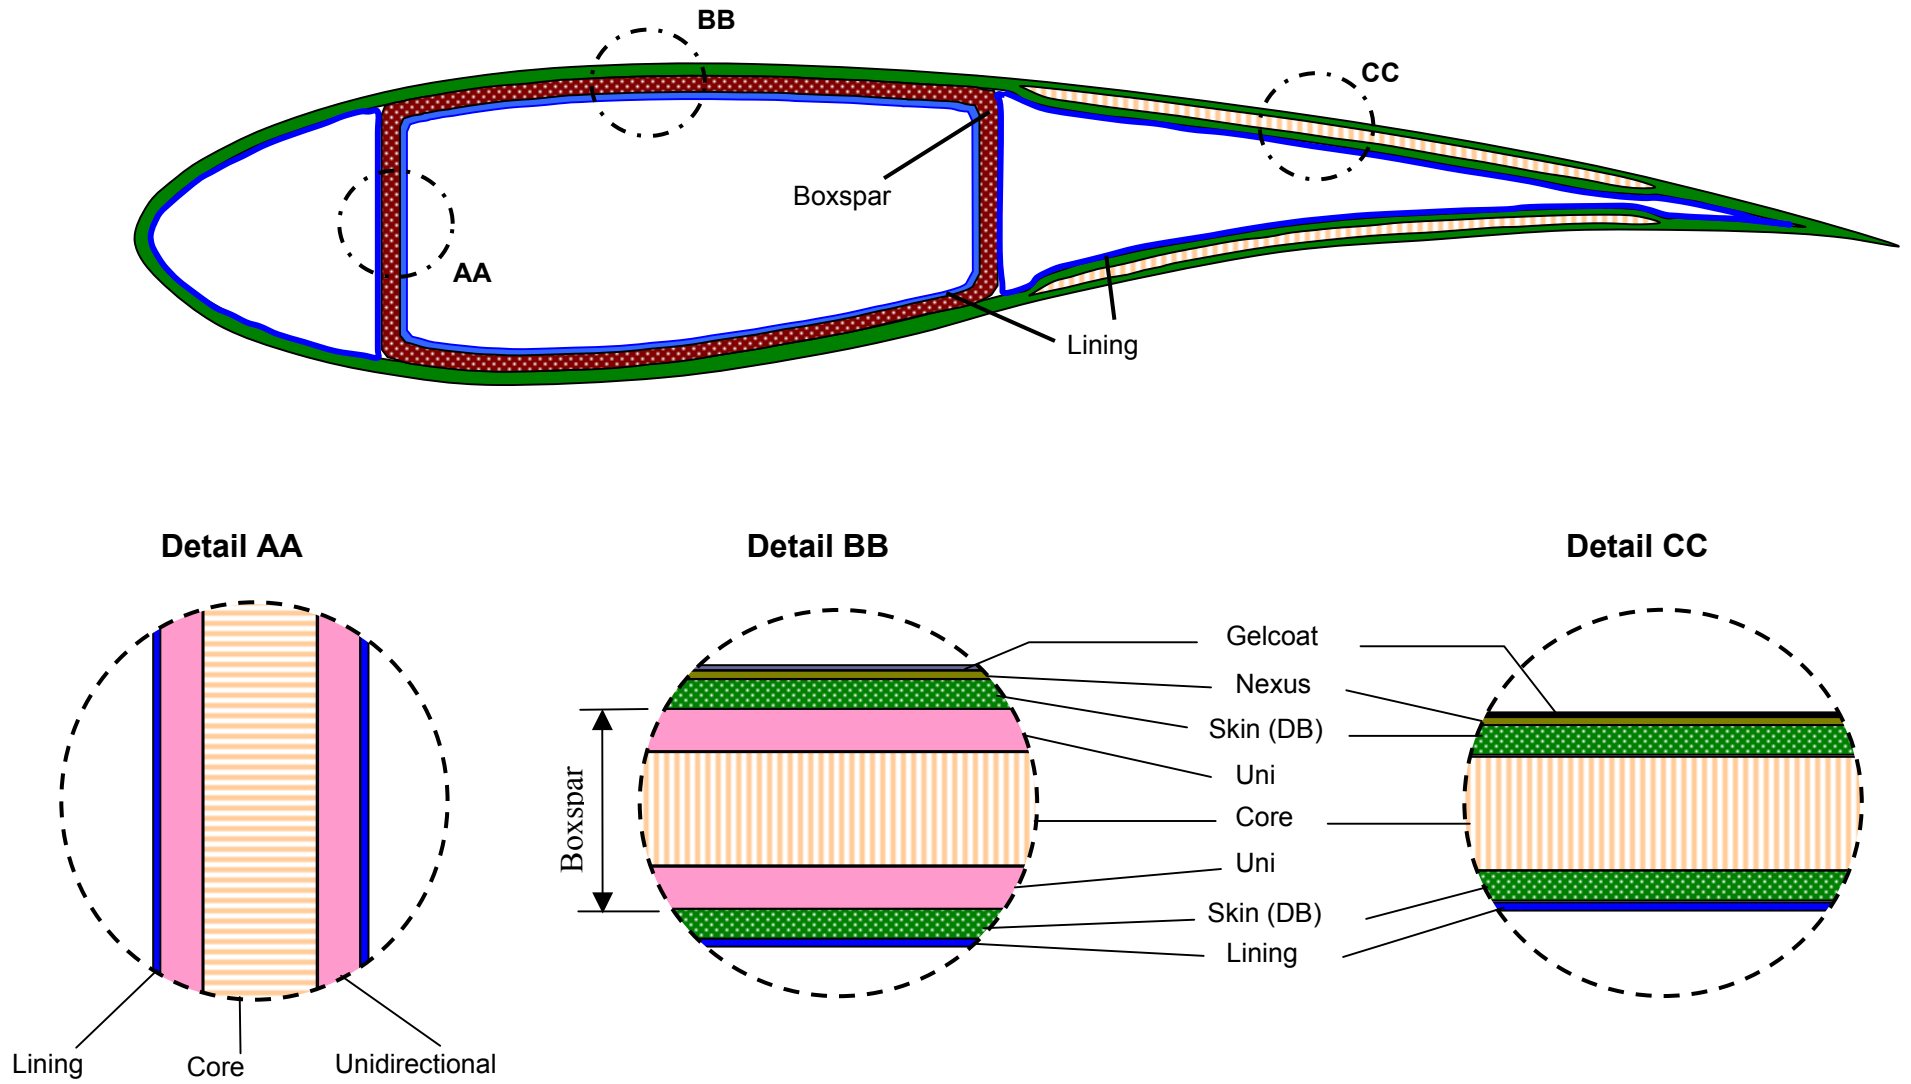 BB
CC
Boxspar
AA
Lining
Detail AA
Detail BB
Detail CC
Gelcoat
Nexus
Skin (DB)
Uni
Boxspar
Core
Uni
Skin (DB)
Lining
Lining
Core
Unidirectional